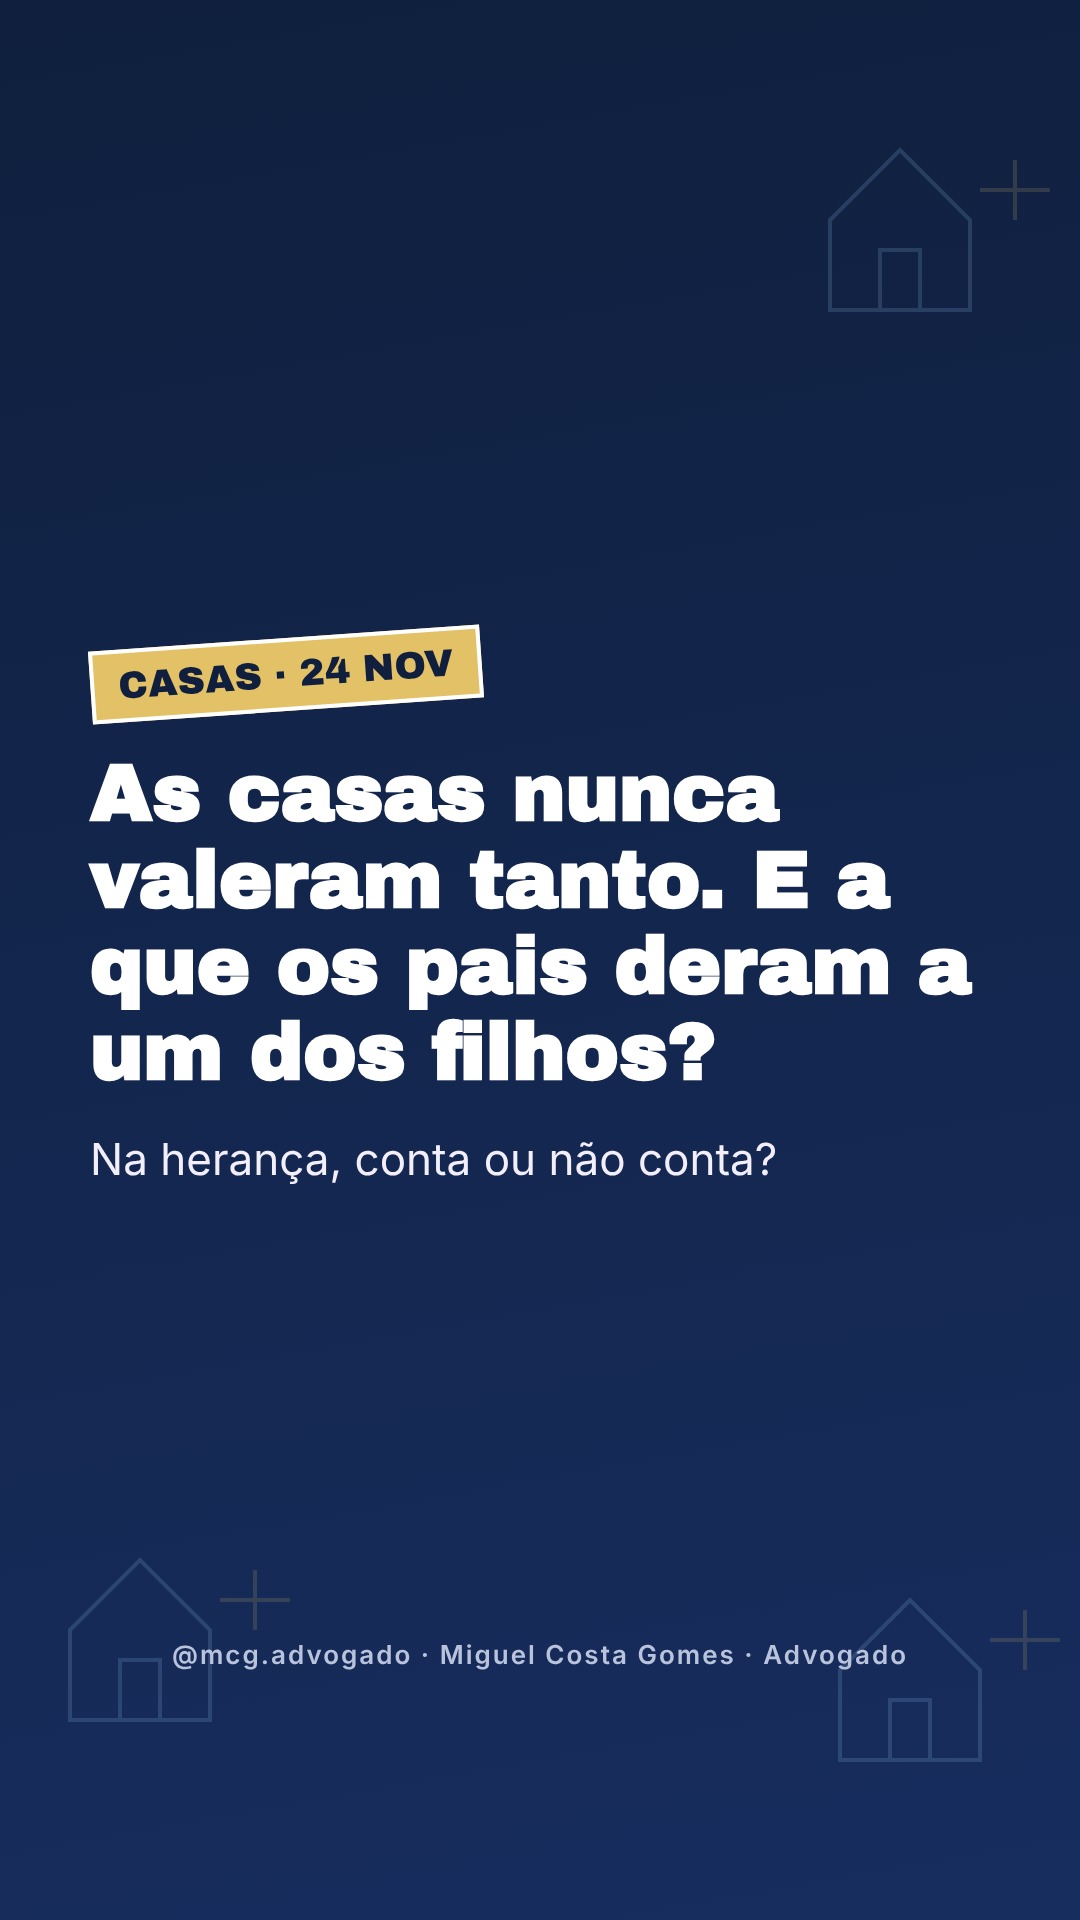 CASAS · 24 NOV
As casas nunca
valeram tanto. E a
que os pais deram a
um dos filhos?
Na herança, conta ou não conta?
@mcg.advogado · Miguel Costa Gomes · Advogado